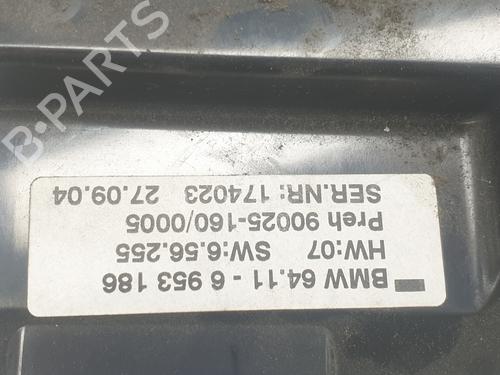 BMW 64.11 - 6 953 186
HW:07 SW:6.56.255
Preh 90025-160/0005
SER.NR: 174023 27.09.04
B-PARTS